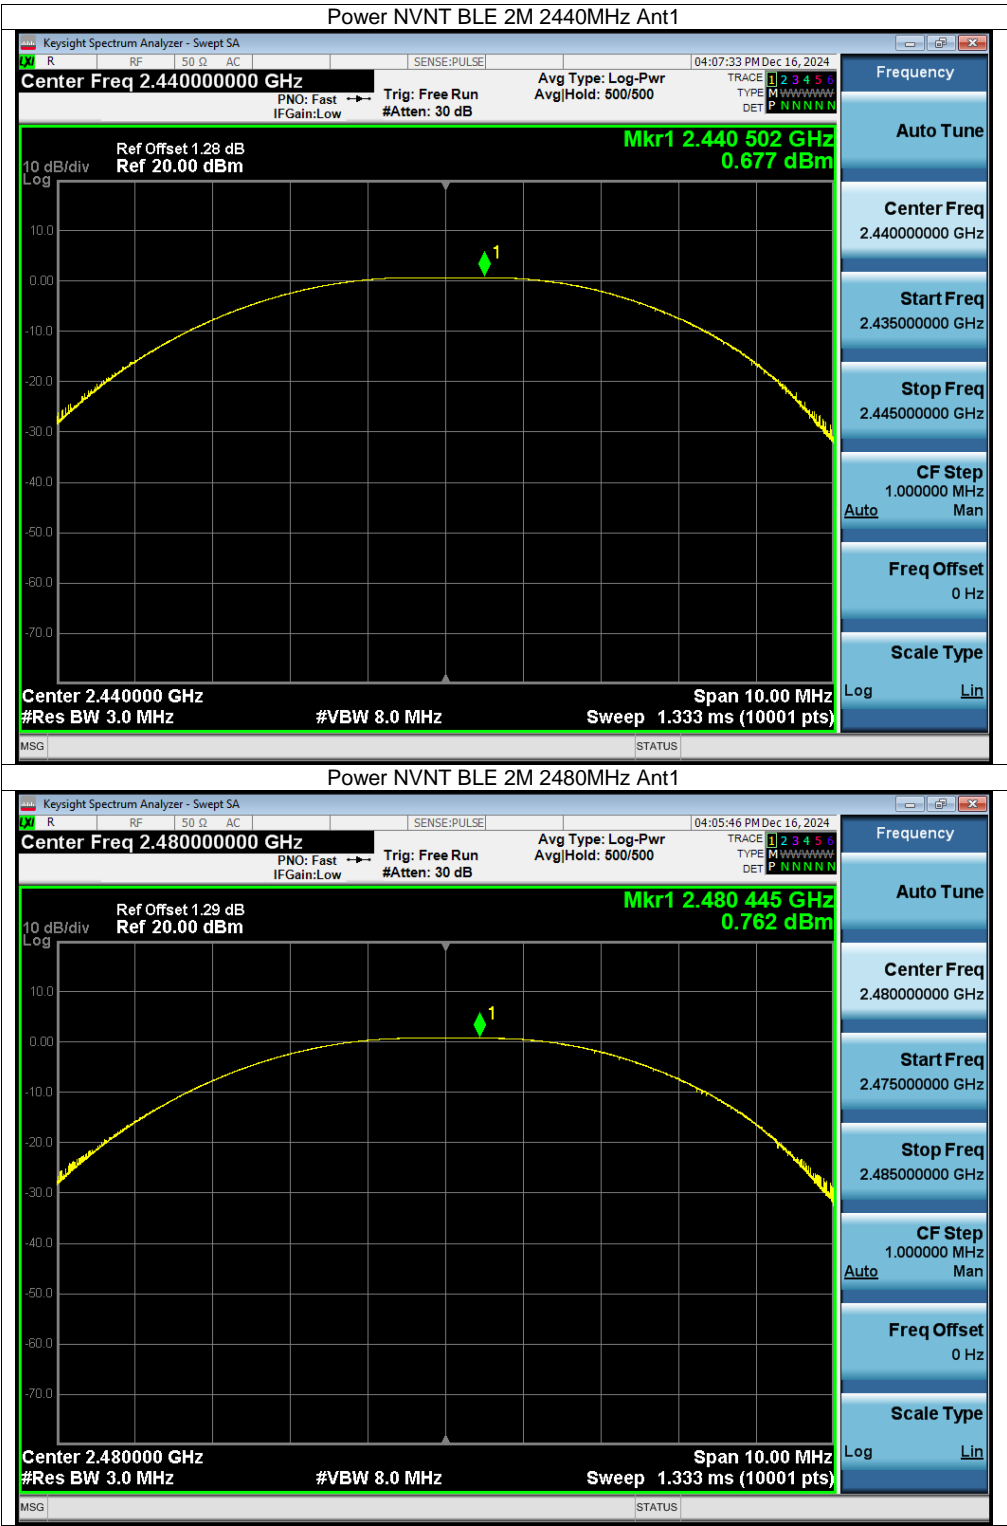 Power NVNT BLE 2M 2440MHz Ant1
Keysight Spectrum Analyzer - Swept SA
LXI R RF 50 Ω AC SENSE:PULSE 04:07:33 PM Dec 16, 2024
Center Freq 2.440000000 GHz
PNO: Fast
IFGain:Low
Trig: Free Run
#Atten: 30 dB
Avg Type: Log-Pwr
Avg|Hold: 500/500
TRACE 1 2 3 4 5 6
TYPE M WWWWW
DET P N N N N N
Mkr1 2.440 502 GHz
0.677 dBm
Ref Offset 1.28 dB
10 dB/div Ref 20.00 dBm
Log
10.0
1
0.00
-10.0
-20.0
-30.0
-40.0
-50.0
-60.0
-70.0
Center 2.440000 GHz Span 10.00 MHz
#Res BW 3.0 MHz #VBW 8.0 MHz Sweep 1.333 ms (10001 pts)
MSG STATUS
Frequency
Auto Tune
Center Freq
2.440000000 GHz
Start Freq
2.435000000 GHz
Stop Freq
2.445000000 GHz
CF Step
1.000000 MHz
Auto Man
Freq Offset
0 Hz
Scale Type
Log Lin
Power NVNT BLE 2M 2480MHz Ant1
Keysight Spectrum Analyzer - Swept SA
LXI R RF 50 Ω AC SENSE:PULSE 04:05:46 PM Dec 16, 2024
Center Freq 2.480000000 GHz
PNO: Fast
IFGain:Low
Trig: Free Run
#Atten: 30 dB
Avg Type: Log-Pwr
Avg|Hold: 500/500
TRACE 1 2 3 4 5 6
TYPE M WWWWW
DET P N N N N N
Mkr1 2.480 445 GHz
0.762 dBm
Ref Offset 1.29 dB
10 dB/div Ref 20.00 dBm
Log
10.0
1
0.00
-10.0
-20.0
-30.0
-40.0
-50.0
-60.0
-70.0
Center 2.480000 GHz Span 10.00 MHz
#Res BW 3.0 MHz #VBW 8.0 MHz Sweep 1.333 ms (10001 pts)
MSG STATUS
Frequency
Auto Tune
Center Freq
2.480000000 GHz
Start Freq
2.475000000 GHz
Stop Freq
2.485000000 GHz
CF Step
1.000000 MHz
Auto Man
Freq Offset
0 Hz
Scale Type
Log Lin